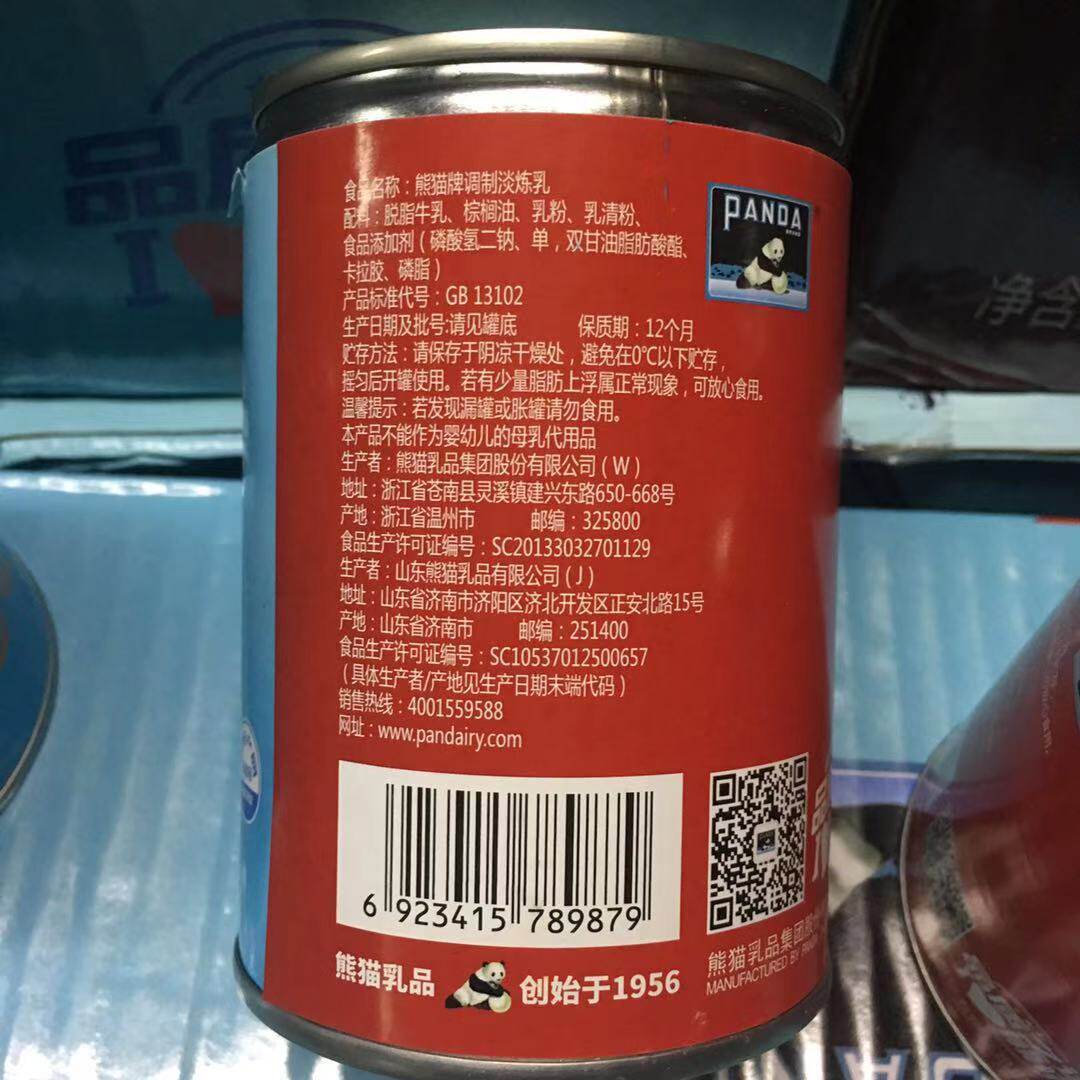 食品名称：熊猫牌调制淡炼乳
配料：脱脂牛乳、棕榈油、乳粉、乳清粉、
食品添加剂（磷酸氢二钠、单，双甘油脂肪酸酯、
卡拉胶、磷脂）
产品标准代号：GB 13102
生产日期及批号:请见罐底 保质期：12个月
贮存方法：请保存于阴凉干燥处，避免在0℃以下贮存，
摇匀后开罐使用。若有少量脂肪上浮属正常现象，可放心食用。
温馨提示：若发现漏罐或胀罐请勿食用。
本产品不能作为婴幼儿的母乳代用品
生产者：熊猫乳品集团股份有限公司（W）
地址：浙江省苍南县灵溪镇建兴东路650-668号
产地：浙江省温州市 邮编：325800
食品生产许可证编号：SC20133032701129
生产者：山东熊猫乳品有限公司（J）
地址：山东省济南市济阳区济北开发区正安北路15号
产地：山东省济南市 邮编：251400
食品生产许可证编号：SC10537012500657
（具体生产者/产地见生产日期末端代码）
销售热线：4001559588
网址：www.pandairy.com
PANDA
BRAND
6 923415 789879
熊猫乳品 创始于1956
熊猫乳品集团股
MANUFACTURED BY PANDA
净含
品
I